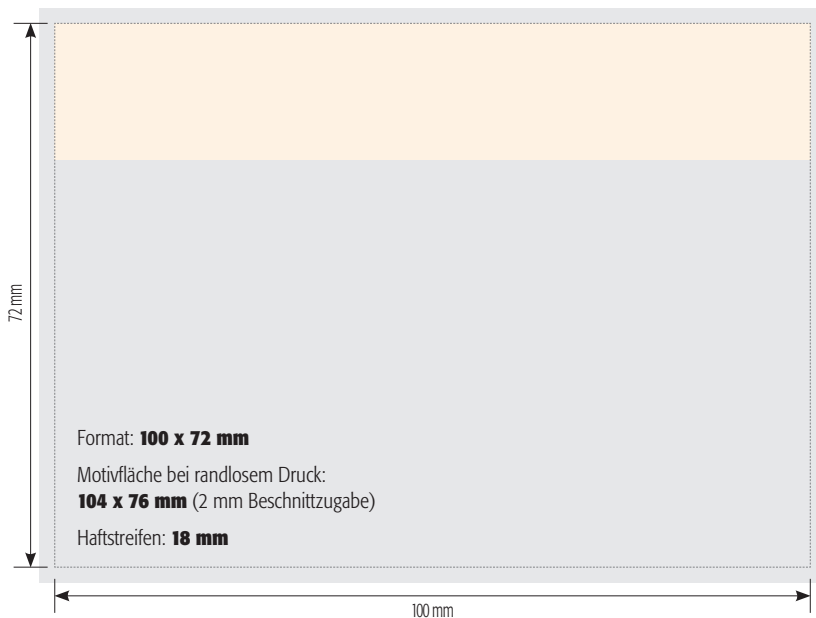 72 mm
Format: 100 x 72 mm
Motivfläche bei randlosem Druck:
104 x 76 mm (2 mm Beschnittzugabe)
Haftstreifen: 18 mm
100 mm